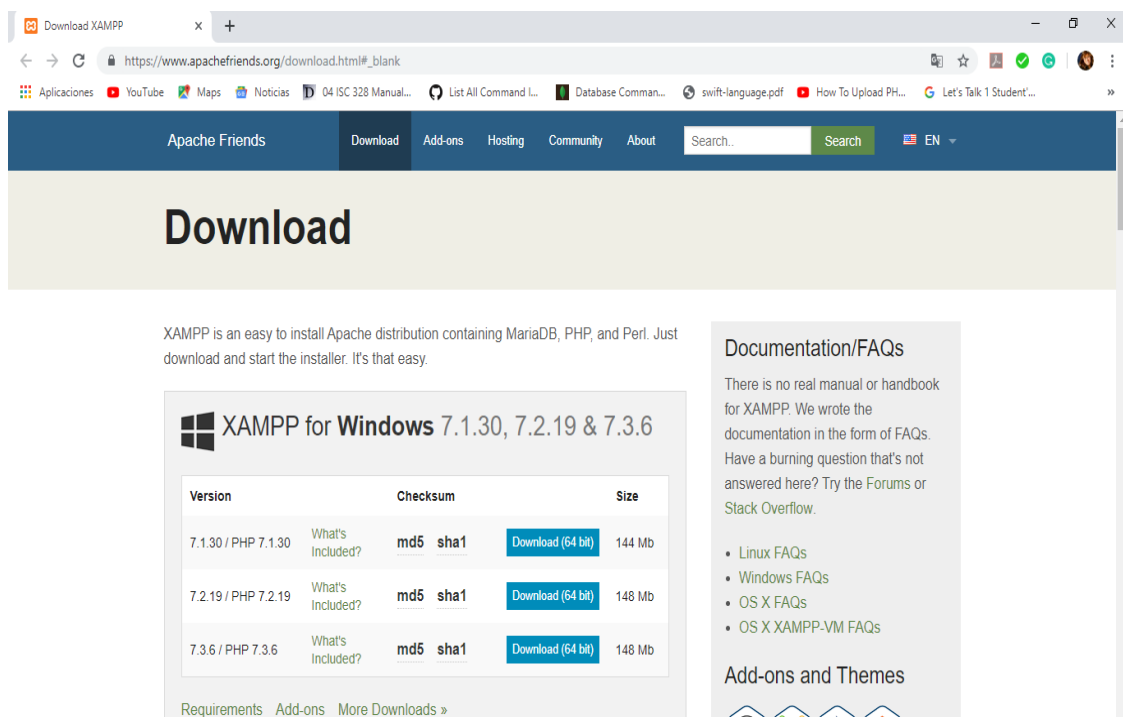 Download XAMPP
https://www.apachefriends.org/download.html#_blank
Aplicaciones YouTube Maps Noticias 04 ISC 328 Manual... List All Command I... Database Comman... swift-language.pdf How To Upload PH... Let's Talk 1 Student'... »
Apache Friends Download Add-ons Hosting Community About Search.. Search EN
Download
XAMPP is an easy to install Apache distribution containing MariaDB, PHP, and Perl. Just
download and start the installer. It's that easy.
XAMPP for Windows 7.1.30, 7.2.19 & 7.3.6
Version Checksum Size
7.1.30 / PHP 7.1.30 What's
Included? md5 sha1 Download (64 bit) 144 Mb
7.2.19 / PHP 7.2.19 What's
Included? md5 sha1 Download (64 bit) 148 Mb
7.3.6 / PHP 7.3.6 What's
Included? md5 sha1 Download (64 bit) 148 Mb
Requirements Add-ons More Downloads »
Documentation/FAQs
There is no real manual or handbook
for XAMPP. We wrote the
documentation in the form of FAQs.
Have a burning question that's not
answered here? Try the Forums or
Stack Overflow.
• Linux FAQs
• Windows FAQs
• OS X FAQs
• OS X XAMPP-VM FAQs
Add-ons and Themes